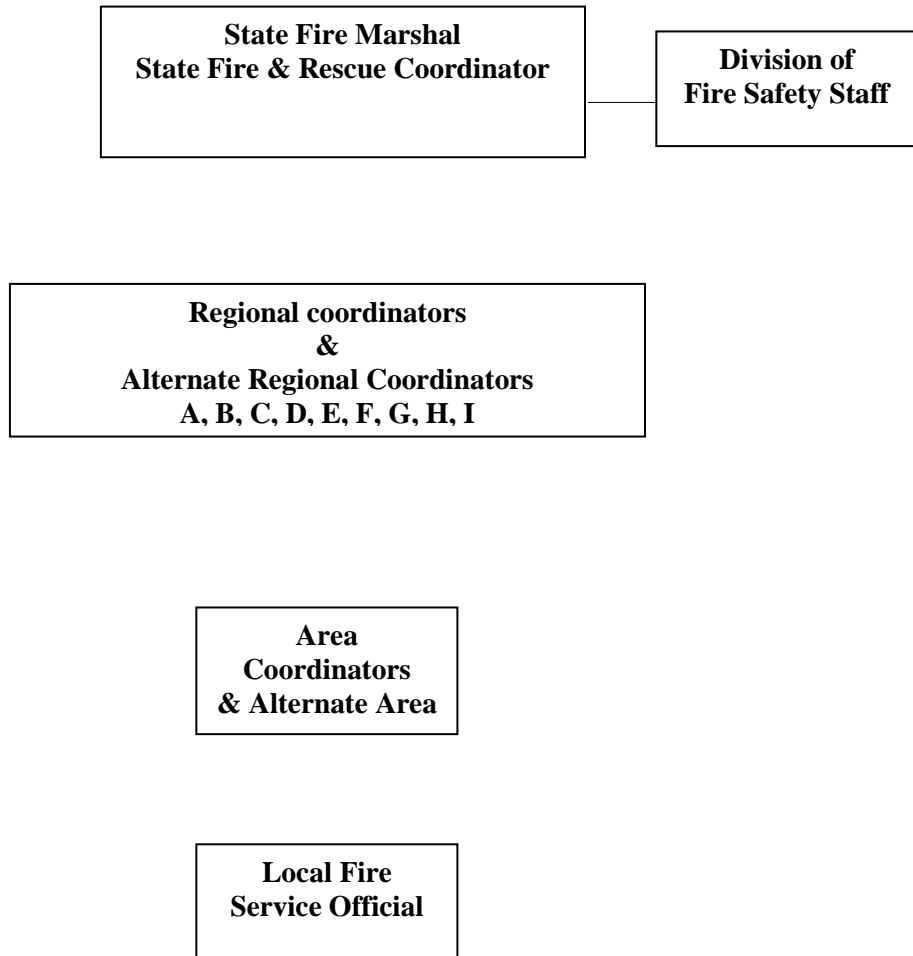 State Fire Marshal
State Fire & Rescue Coordinator
Division of
Fire Safety Staff
Regional coordinators
&
Alternate Regional Coordinators
A, B, C, D, E, F, G, H, I
Area
Coordinators
& Alternate Area
Local Fire
Service Official